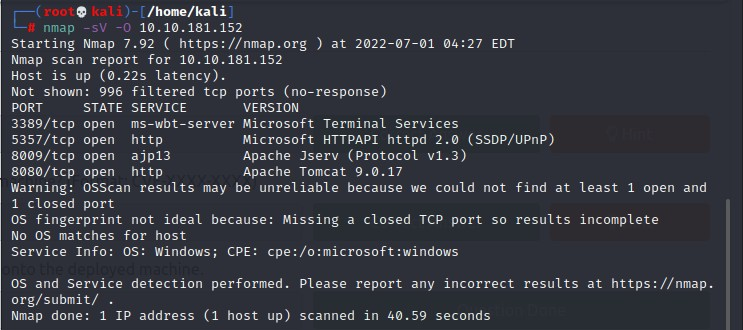 ┌──(root💀kali)-[/home/kali]
└─# nmap -sV -O 10.10.181.152
Starting Nmap 7.92 ( https://nmap.org ) at 2022-07-01 04:27 EDT
Nmap scan report for 10.10.181.152
Host is up (0.22s latency).
Not shown: 996 filtered tcp ports (no-response)
PORT     STATE SERVICE       VERSION
3389/tcp open  ms-wbt-server Microsoft Terminal Services
5357/tcp open  http          Microsoft HTTPAPI httpd 2.0 (SSDP/UPnP)
8009/tcp open  ajp13         Apache Jserv (Protocol v1.3)
8080/tcp open  http          Apache Tomcat 9.0.17
Warning: OSScan results may be unreliable because we could not find at least 1 open and
1 closed port
OS fingerprint not ideal because: Missing a closed TCP port so results incomplete
No OS matches for host
Service Info: OS: Windows; CPE: cpe:/o:microsoft:windows
onto the deployed machine.
OS and Service detection performed. Please report any incorrect results at https://nmap.
org/submit/ .
Nmap done: 1 IP address (1 host up) scanned in 40.59 seconds